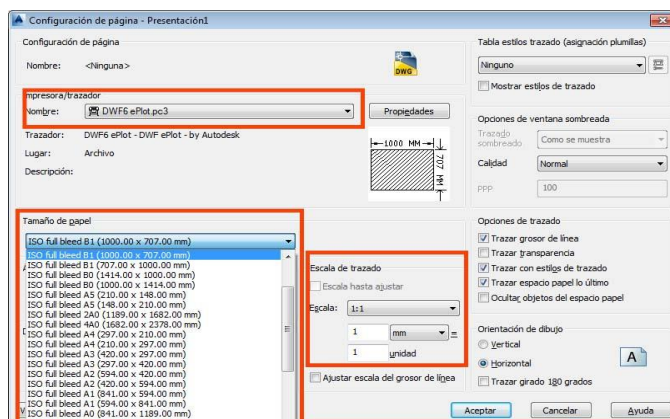 Configuración de página - Presentación1
Configuración de página
Nombre: <Ninguna>
DWG
Impresora/trazador
Nombre: DWF6 ePlot.pc3
Propiedades
Trazador: DWF6 ePlot - DWF ePlot - by Autodesk
Lugar: Archivo
Descripción:
1000 MM
707 MM
Tamaño de papel
ISO full bleed B1 (1000.00 x 707.00 mm)
ISO full bleed B1 (1000.00 x 707.00 mm)
ISO full bleed B1 (707.00 x 1000.00 mm)
ISO full bleed B0 (1414.00 x 1000.00 mm)
ISO full bleed B0 (1000.00 x 1414.00 mm)
ISO full bleed A5 (210.00 x 148.00 mm)
ISO full bleed A5 (148.00 x 210.00 mm)
ISO full bleed 2A0 (1189.00 x 1682.00 mm)
ISO full bleed 4A0 (1682.00 x 2378.00 mm)
ISO full bleed A4 (297.00 x 210.00 mm)
ISO full bleed A4 (210.00 x 297.00 mm)
ISO full bleed A3 (420.00 x 297.00 mm)
ISO full bleed A3 (297.00 x 420.00 mm)
ISO full bleed A2 (594.00 x 420.00 mm)
ISO full bleed A2 (420.00 x 594.00 mm)
ISO full bleed A1 (841.00 x 594.00 mm)
ISO full bleed A1 (594.00 x 841.00 mm)
ISO full bleed A0 (841.00 x 1189.00 mm)
Escala de trazado
Escala hasta ajustar
Escala: 1:1
1 mm =
1 unidad
Ajustar escala del grosor de línea
Tabla estilos trazado (asignación plumillas)
Ninguno
Mostrar estilos de trazado
Opciones de ventana sombreada
Trazado sombreado Como se muestra
Calidad Normal
PPP 100
Opciones de trazado
Trazar grosor de línea
Trazar transparencia
Trazar con estilos de trazado
Trazar espacio papel lo último
Ocultar objetos del espacio papel
Orientación de dibujo
Vertical
Horizontal
A
Trazar girado 180 grados
Aceptar Cancelar Ayuda